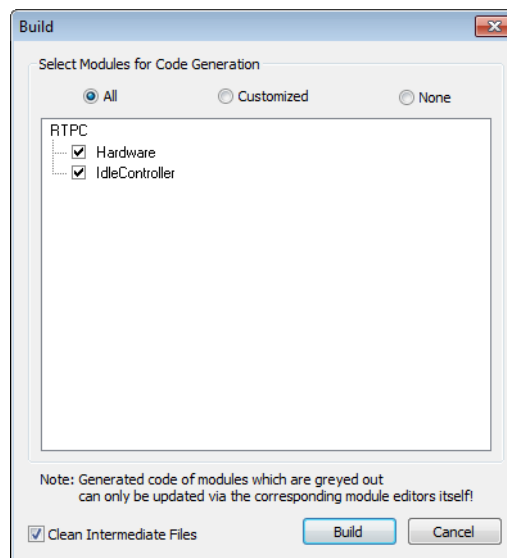 Build
Select Modules for Code Generation
All Customized None
RTPC
Hardware
IdleController
Note: Generated code of modules which are greyed out
can only be updated via the corresponding module editors itself!
Clean Intermediate Files Build Cancel